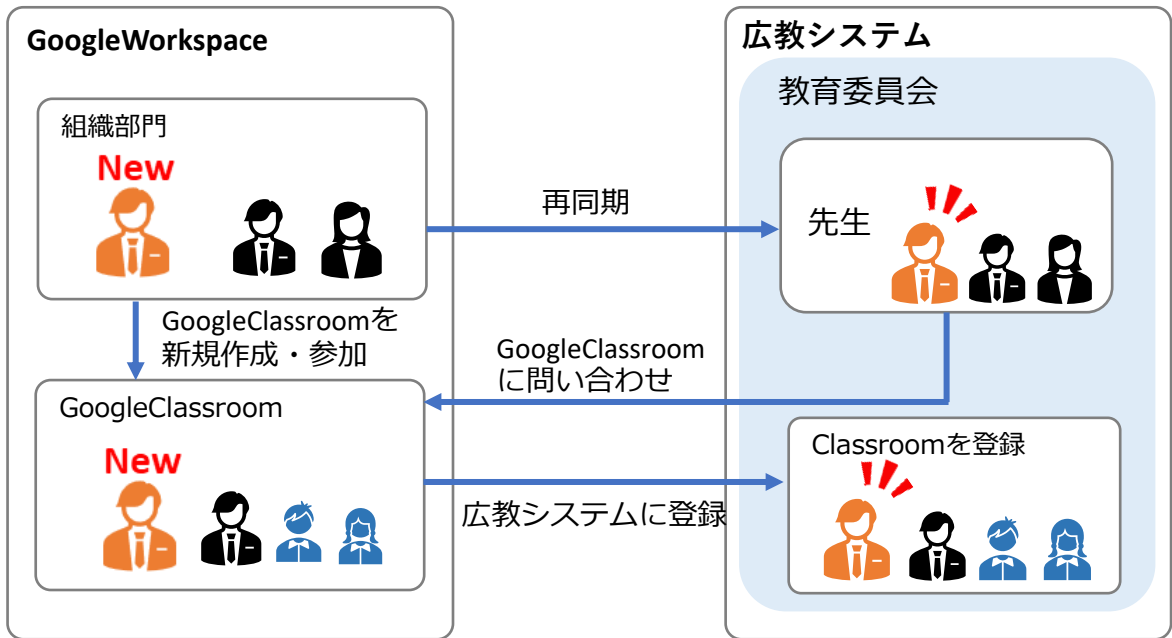 GoogleWorkspace
組織部門
New
GoogleClassroomを
新規作成・参加
GoogleClassroom
New
再同期
GoogleClassroom
に問い合わせ
広教システムに登録
広教システム
教育委員会
先生
Classroomを登録